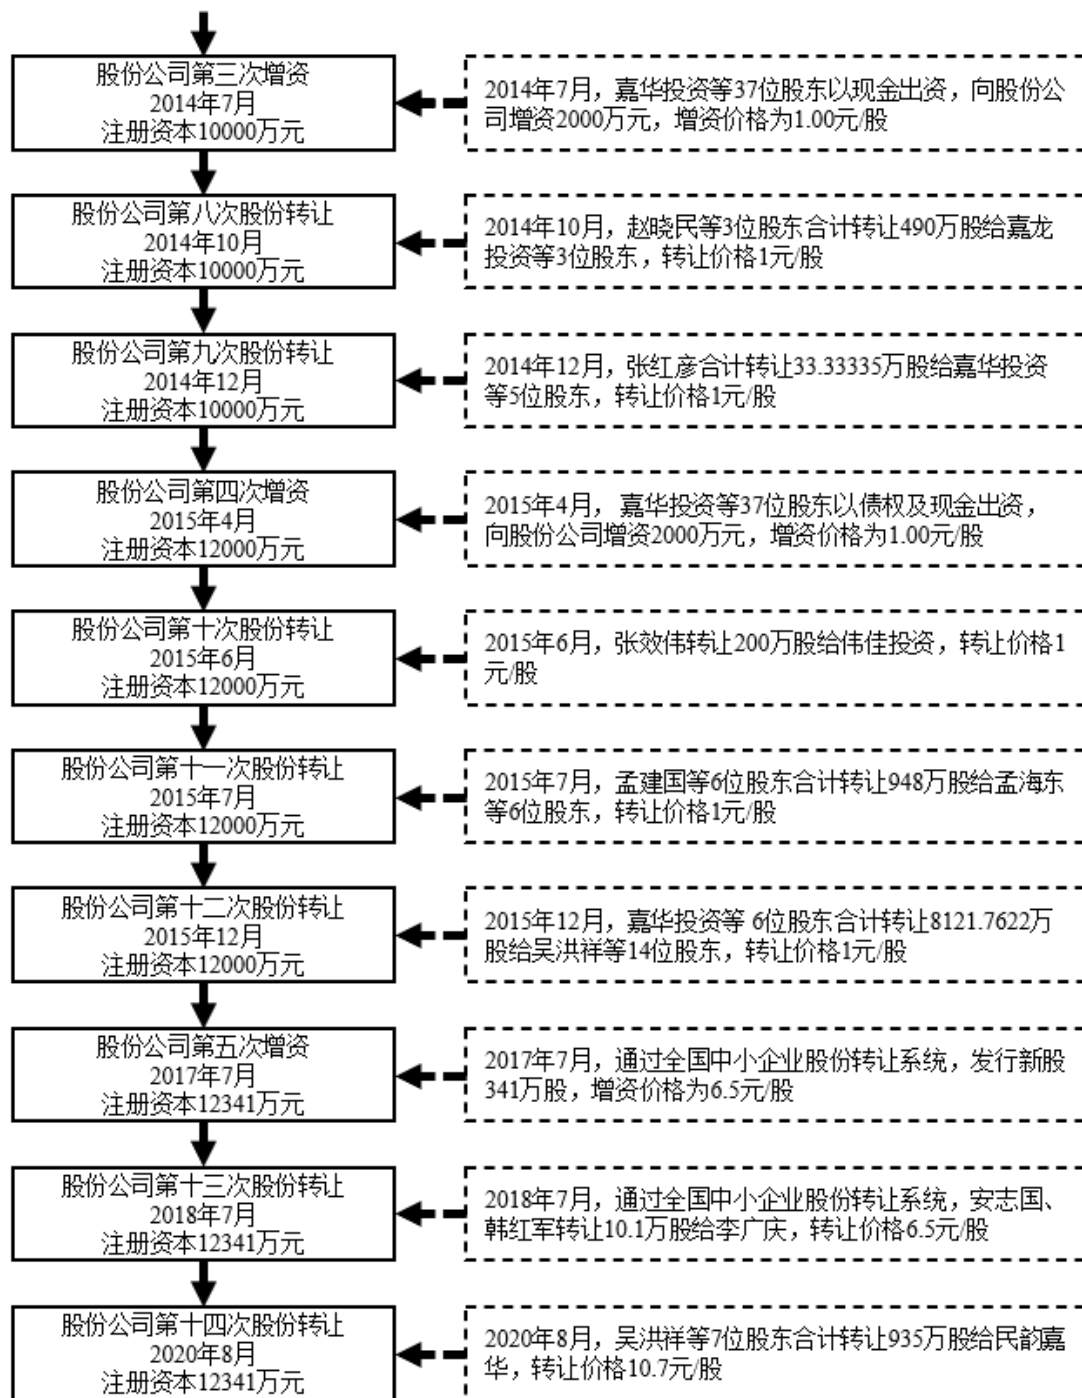 股份公司第三次增资
2014年7月
注册资本10000万元
2014年7月，嘉华投资等37位股东以现金出资，向股份公
司增资2000万元，增资价格为1.00元/股
股份公司第八次股份转让
2014年10月
注册资本10000万元
2014年10月，赵晓民等3位股东合计转让490万股给嘉龙
投资等3位股东，转让价格1元/股
股份公司第九次股份转让
2014年12月
注册资本10000万元
2014年12月，张红彦合计转让33.33335万股给嘉华投资
等5位股东，转让价格1元/股
股份公司第四次增资
2015年4月
注册资本12000万元
2015年4月， 嘉华投资等37位股东以债权及现金出资，
向股份公司增资2000万元，增资价格为1.00元/股
股份公司第十次股份转让
2015年6月
注册资本12000万元
2015年6月，张效伟转让200万股给伟佳投资，转让价格1
元/股
股份公司第十一次股份转让
2015年7月
注册资本12000万元
2015年7月，孟建国等6位股东合计转让948万股给孟海东
等6位股东，转让价格1元/股
股份公司第十二次股份转让
2015年12月
注册资本12000万元
2015年12月，嘉华投资等 6位股东合计转让8121.7622万
股给吴洪祥等14位股东，转让价格1元/股
股份公司第五次增资
2017年7月
注册资本12341万元
2017年7月，通过全国中小企业股份转让系统，发行新股
341万股，增资价格为6.5元/股
股份公司第十三次股份转让
2018年7月
注册资本12341万元
2018年7月，通过全国中小企业股份转让系统，安志国、
韩红军转让10.1万股给李广庆，转让价格6.5元/股
股份公司第十四次股份转让
2020年8月
注册资本12341万元
2020年8月，吴洪祥等7位股东合计转让935万股给民韵嘉
华，转让价格10.7元/股